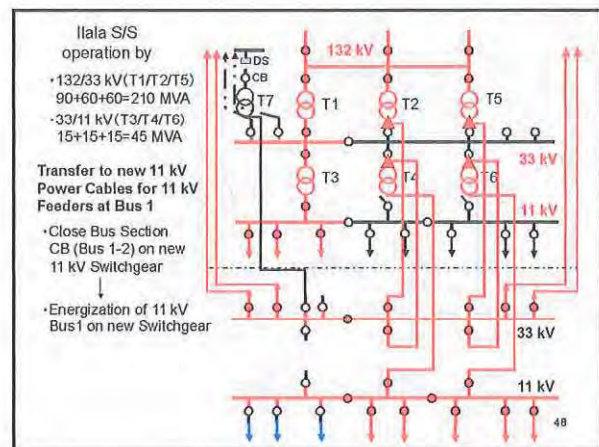 Ilala S/S
operation by
・132/33 kV(T1/T2/T5)
90+60+60=210 MVA
・33/11 kV(T3/T4/T6)
15+15+15=45 MVA
Transfer to new 11 kV
Power Cables for 11 kV
Feeders at Bus 1
・Close Bus Section
CB (Bus 1-2) on new
11 kV Switchgear
・Energization of 11 kV
Bus1 on new Switchgear
132 kV
DS
CB
T7
T1
T2
T5
33 kV
T3
T4
T6
11 kV
33 kV
11 kV
48